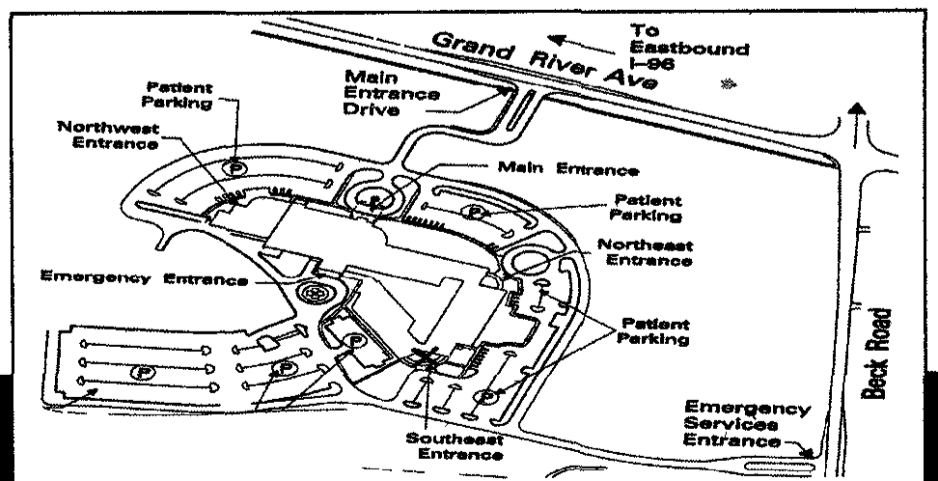 To
Eastbound
I-96
Grand River Ave
Main
Entrance
Drive
Patient
Parking
Northwest
Entrance
P
Main Entrance
P
P
Patient
Parking
Northeast
Entrance
Emergency Entrance
Patient
Parking
P
P
P
P
Beck Road
Southeast
Entrance
Emergency
Services
Entrance